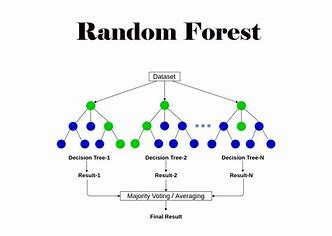 Random Forest
Dataset
Decision Tree-1 Decision Tree-2 Decision Tree-N
Result-1 Result-2 Result-N
Majority Voting / Averaging
Final Result